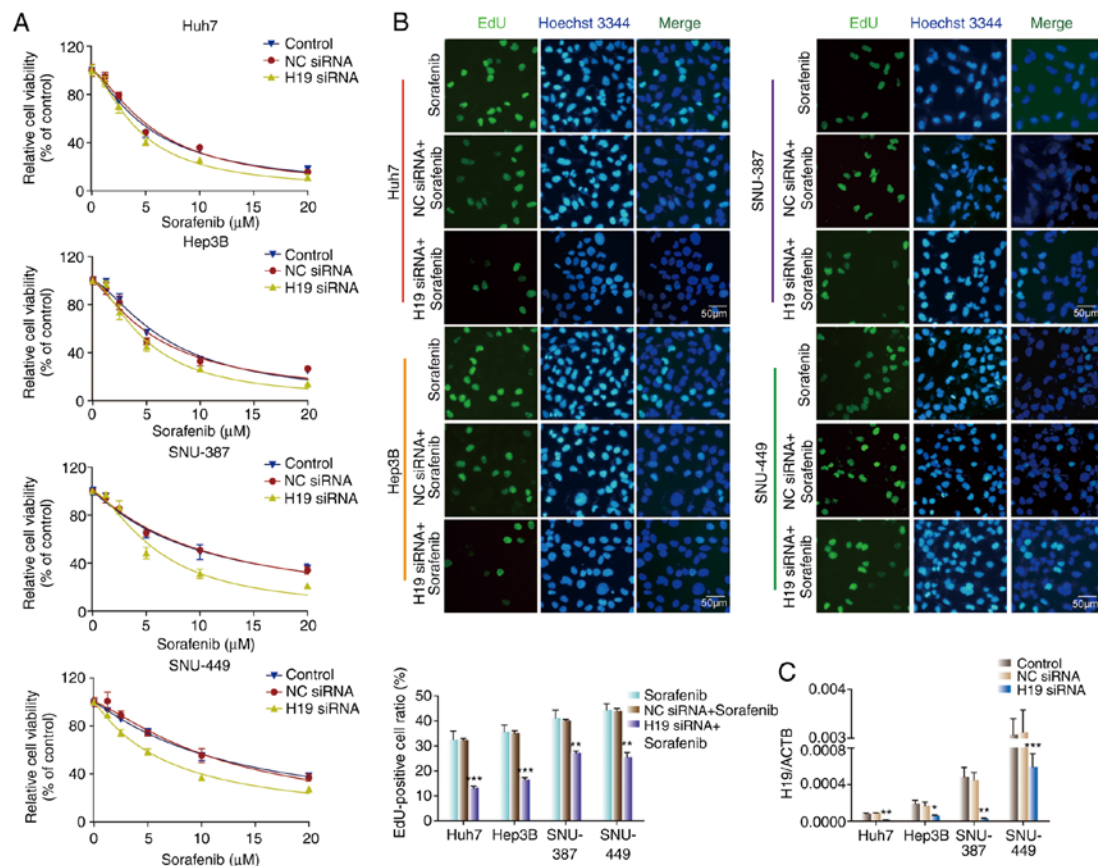 A
Huh7
Control
NC siRNA
H19 siRNA
120
80
40
0
0 5 10 15 20
Relative cell viability
(% of control)
Sorafenib (μM)
Hep3B
Control
NC siRNA
H19 siRNA
120
80
40
0
0 5 10 15 20
Relative cell viability
(% of control)
Sorafenib (μM)
SNU-387
Control
NC siRNA
H19 siRNA
120
80
40
0
0 5 10 15 20
Relative cell viability
(% of control)
Sorafenib (μM)
SNU-449
Control
NC siRNA
H19 siRNA
120
80
40
0
0 5 10 15 20
Relative cell viability
(% of control)
Sorafenib (μM)
B
EdU Hoechst 3344 Merge
Huh7
Sorafenib
NC siRNA+
Sorafenib
H19 siRNA+
Sorafenib
50μm
Hep3B
Sorafenib
NC siRNA+
Sorafenib
H19 siRNA+
Sorafenib
50μm
EdU Hoechst 3344 Merge
SNU-387
Sorafenib
NC siRNA+
Sorafenib
H19 siRNA+
Sorafenib
50μm
SNU-449
Sorafenib
NC siRNA+
Sorafenib
H19 siRNA+
Sorafenib
50μm
EdU-positive cell ratio (%)
50
40
30
20
10
0
Sorafenib
NC siRNA+Sorafenib
H19 siRNA+
Sorafenib
*** *** ** **
Huh7 Hep3B SNU-
387
SNU-
449
C
Control
NC siRNA
H19 siRNA
H19/ACTB
0.004
0.003
0.0008
0.0004
0.0000
** * ** ***
Huh7 Hep3B SNU-
387
SNU-
449